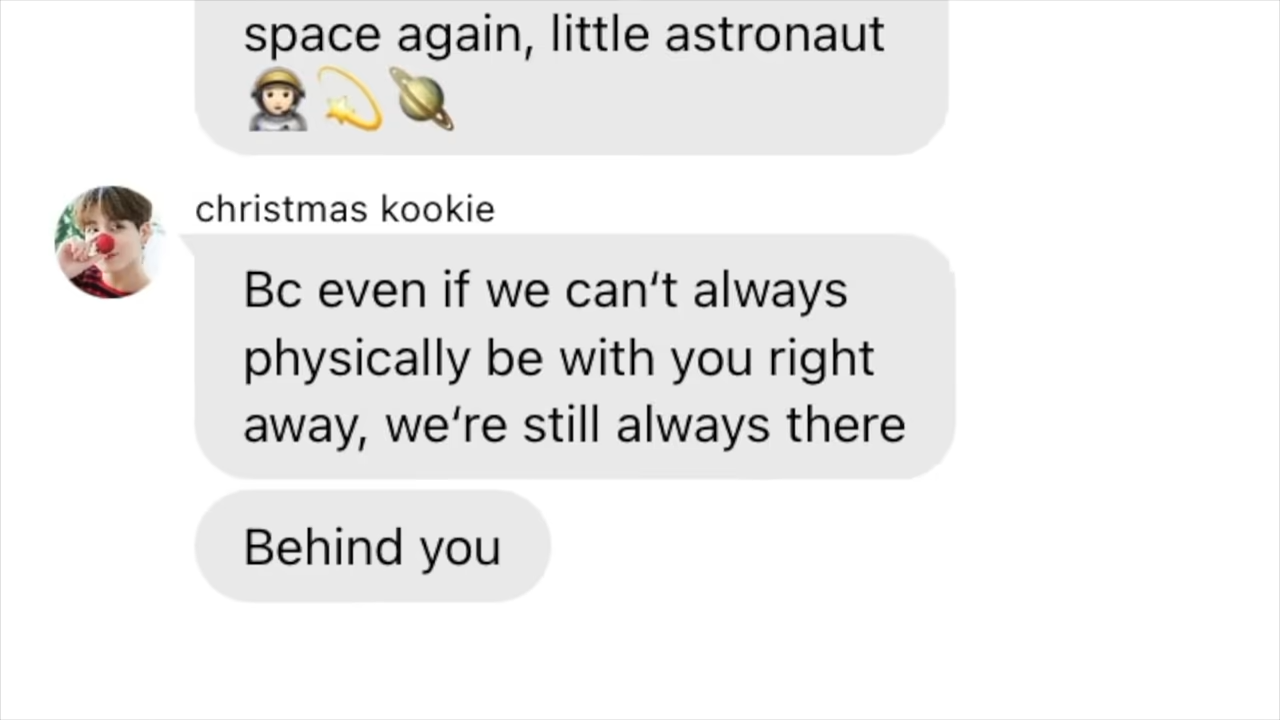 space again, little astronaut
👩🏻‍🚀💫🪐
christmas kookie
Bc even if we can‘t always
physically be with you right
away, we‘re still always there
Behind you